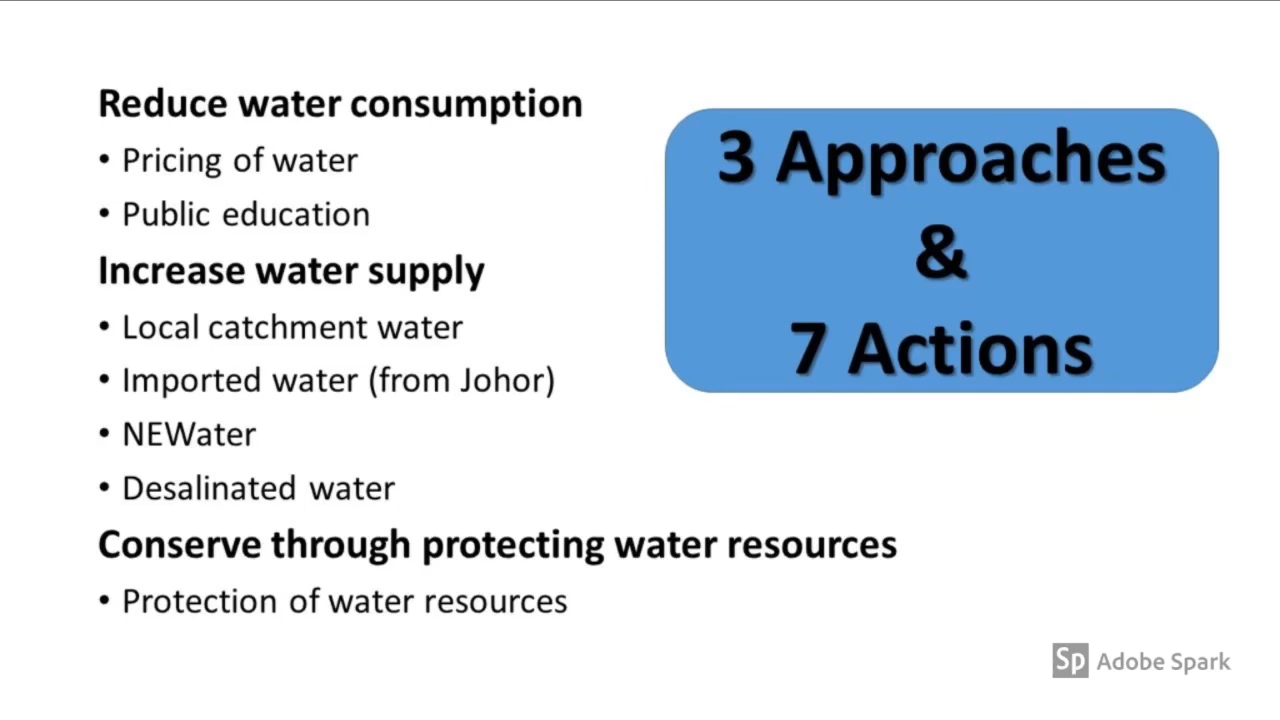 Reduce water consumption
• Pricing of water
• Public education
Increase water supply
• Local catchment water
• Imported water (from Johor)
• NEWater
• Desalinated water
Conserve through protecting water resources
• Protection of water resources
3 Approaches
&
7 Actions
Sp Adobe Spark